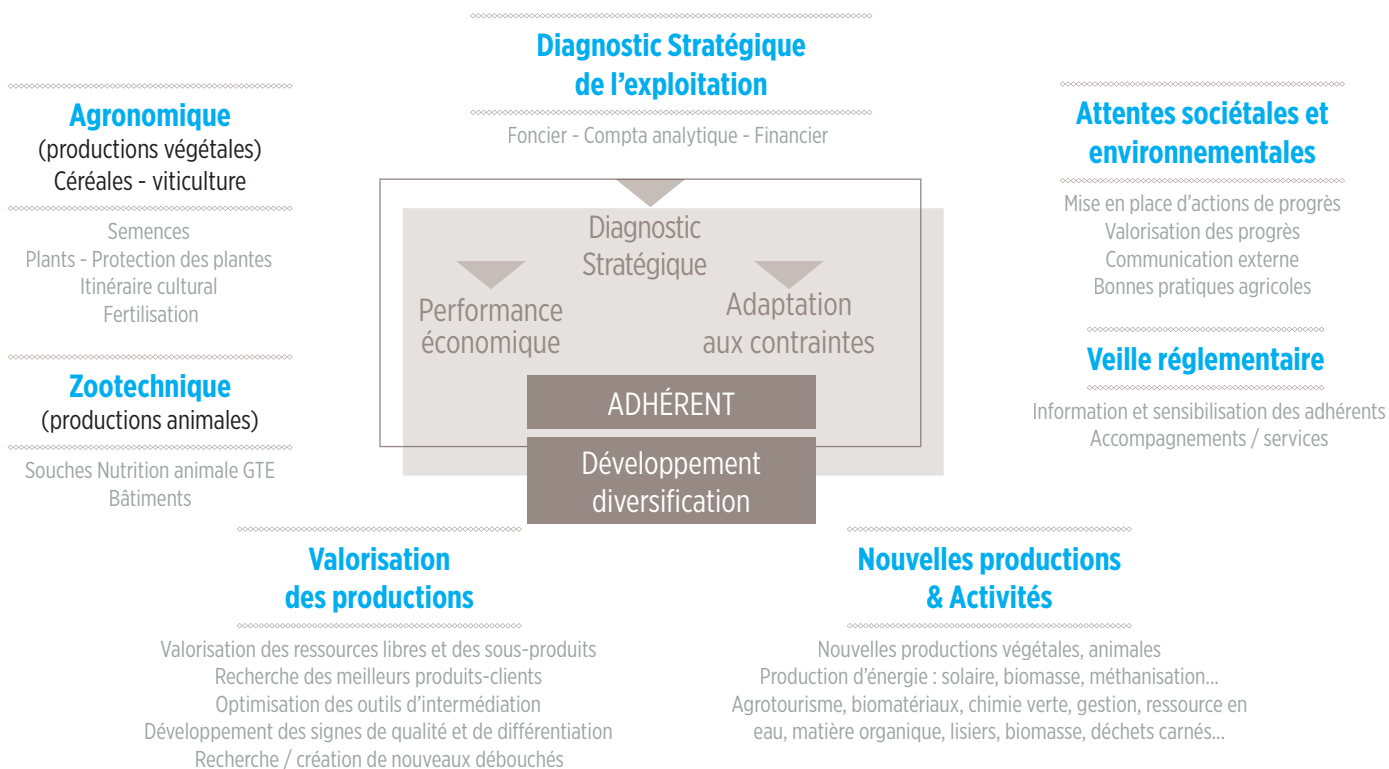 Diagnostic Stratégique
de l’exploitation
Foncier - Compta analytique - Financier
Agronomique
(productions végétales)
Céréales - viticulture
Semences
Plants - Protection des plantes
Itinéraire cultural
Fertilisation
Zootechnique
(productions animales)
Souches Nutrition animale GTE
Bâtiments
Diagnostic
Stratégique
Performance
économique
Adaptation
aux contraintes
ADHÉRENT
Développement
diversification
Attentes sociétales et
environnementales
Mise en place d’actions de progrès
Valorisation des progrès
Communication externe
Bonnes pratiques agricoles
Veille réglementaire
Information et sensibilisation des adhérents
Accompagnements / services
Valorisation
des productions
Valorisation des ressources libres et des sous-produits
Recherche des meilleurs produits-clients
Optimisation des outils d’intermédiation
Développement des signes de qualité et de différentiation
Recherche / création de nouveaux débouchés
Nouvelles productions
& Activités
Nouvelles productions végétales, animales
Production d’énergie : solaire, biomasse, méthanisation...
Agrotourisme, biomatériaux, chimie verte, gestion, ressource en
eau, matière organique, lisiers, biomasse, déchets carnés...